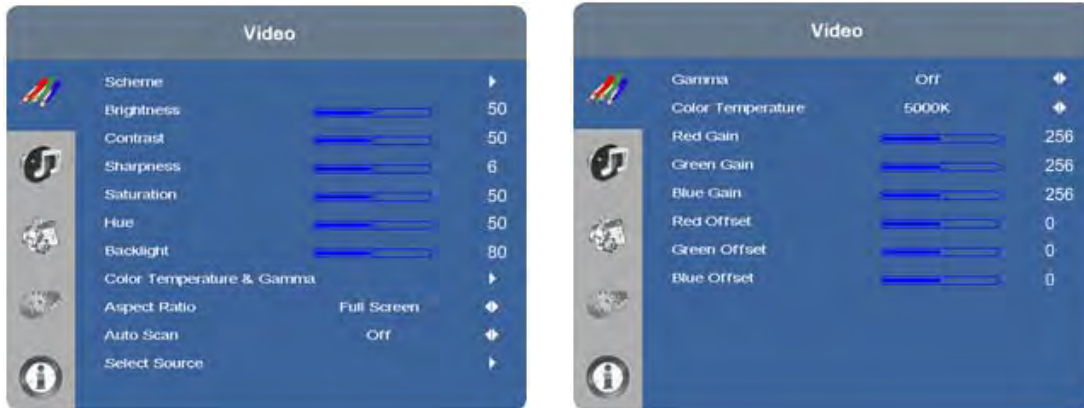 Video
Scheme
Brightness 50
Contrast 50
Sharpness 6
Saturation 50
Hue 50
Backlight 80
Color Temperature & Gamma
Aspect Ratio Full Screen
Auto Scan Off
Select Source
Video
Gamma Off
Color Temperature 5000K
Red Gain 256
Green Gain 256
Blue Gain 256
Red Offset 0
Green Offset 0
Blue Offset 0